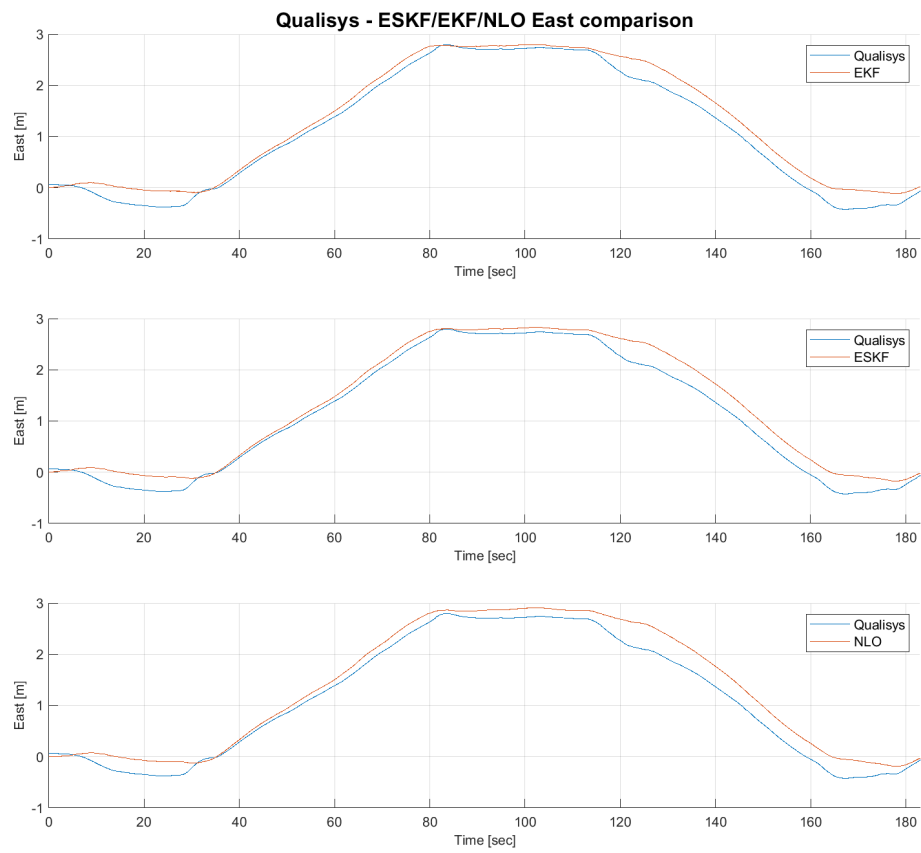 Qualisys - ESKF/EKF/NLO East comparison
3
2
1
0
-1
East [m]
Qualisys
EKF
0 20 40 60 80 100 120 140 160 180
Time [sec]
3
2
1
0
-1
East [m]
Qualisys
ESKF
0 20 40 60 80 100 120 140 160 180
Time [sec]
3
2
1
0
-1
East [m]
Qualisys
NLO
0 20 40 60 80 100 120 140 160 180
Time [sec]